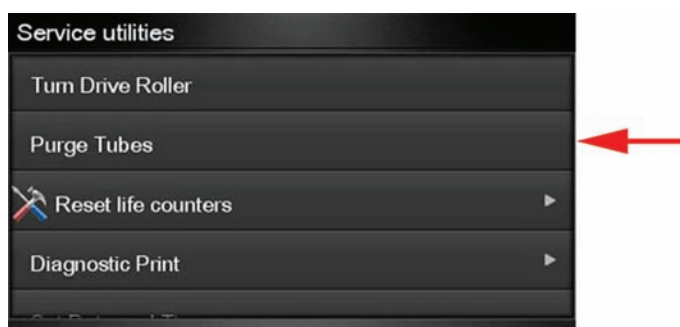 Service utilities
Turn Drive Roller
Purge Tubes
Reset life counters
Diagnostic Print